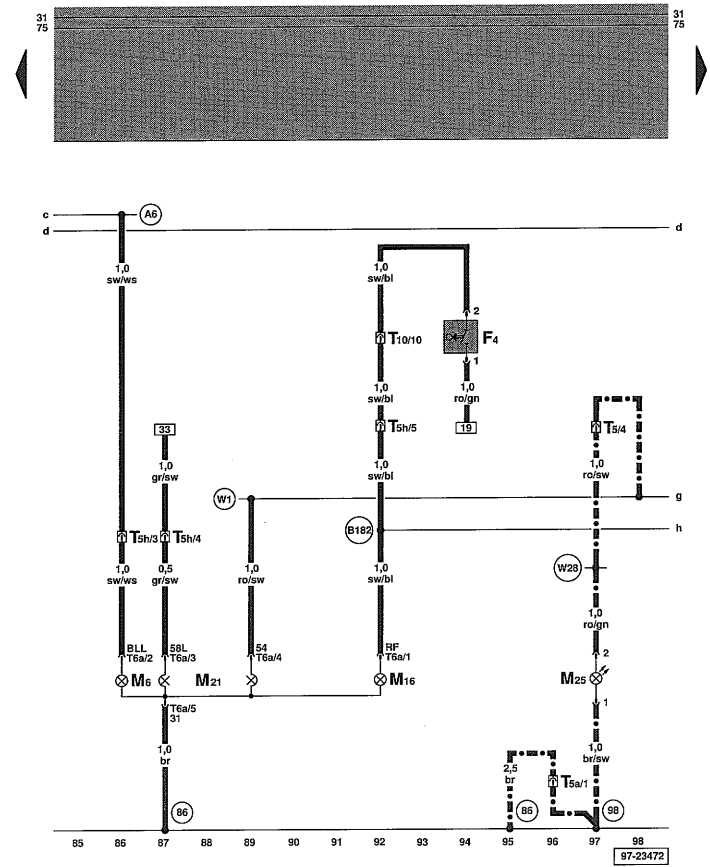 31 31
75 75
c A6
d d
1,0
sw/ws
1,0
sw/bl
2
T10/10 F4
1
1,0
sw/bl
1,0
ro/gn
33 T5h/5 19 T5/4
1,0
gr/sw
1,0
sw/bl
1,0
ro/sw
W1 g
B182 h
T5h/3 T5h/4
1,0
sw/ws
0,5
gr/sw
1,0
ro/sw
1,0
sw/bl
W28
1,0
ro/gn
BLL
T6a/2
58L
T6a/3
54
T6a/4
RF
T6a/1
2
M6 M21 M16 M25
T6a/5
31
1
1,0
br
2,5
br
1,0
br/sw
T5a/1
86 86 98
85 86 87 88 89 90 91 92 93 94 95 96 97 98
97-23472